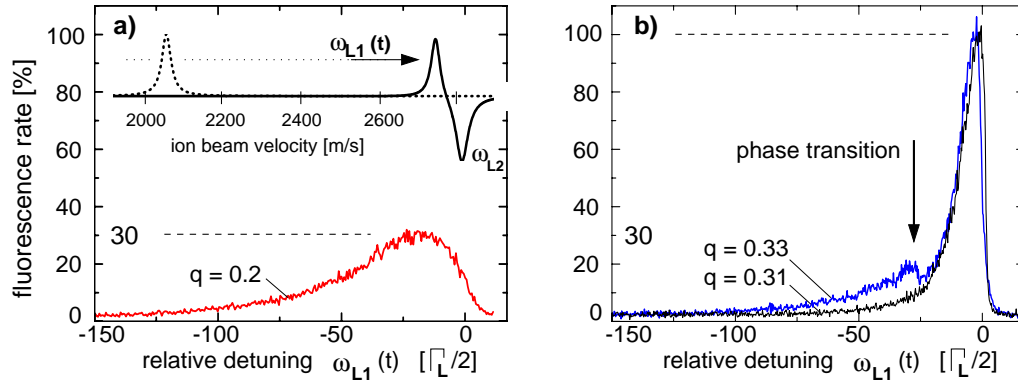 a)
fluorescence rate [%]
100
80
60
40
20
0
30
ω_L1 (t)
2000 2200 2400 2600
ion beam velocity [m/s]
ω_L2
q = 0.2
-150 -100 -50 0
relative detuning ω_L1 (t) [Γ_L/2]
b)
100
80
60
40
20
0
30
phase transition
q = 0.33
q = 0.31
-150 -100 -50 0
relative detuning ω_L1 (t) [Γ_L/2]